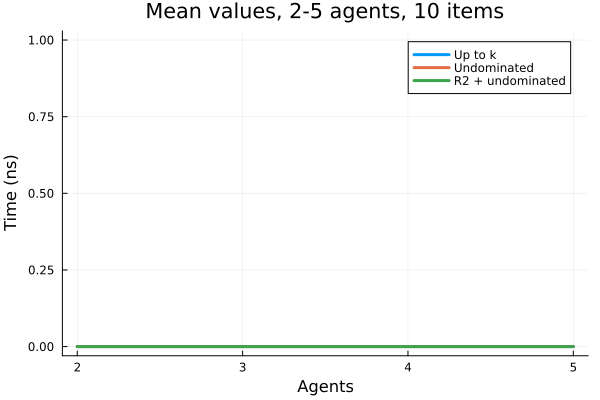 Mean values, 2-5 agents, 10 items
Up to k
Undominated
R2 + undominated
1.00
0.75
0.50
0.25
0.00
Time (ns)
2 3 4 5
Agents